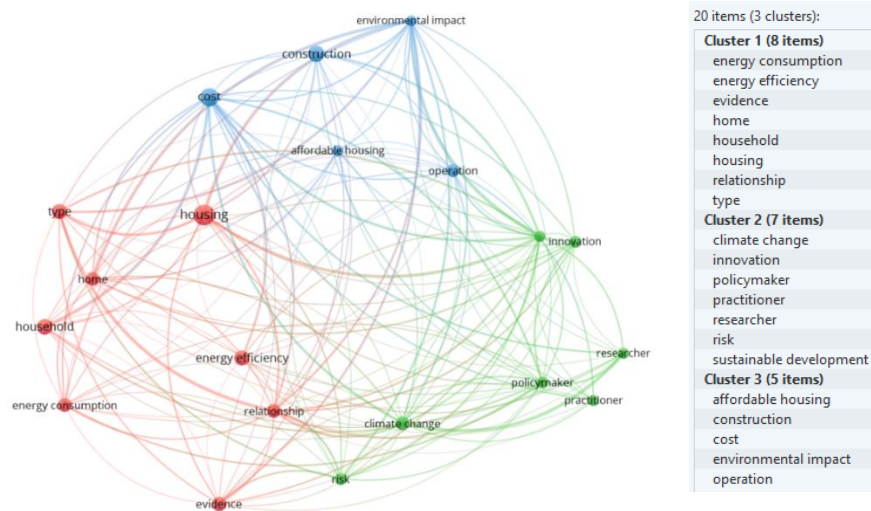 environmental impact
construction
cost
affordable housing
operation
type
housing
innovation
home
household
researcher
energy efficiency
policymaker
practitioner
energy consumption
relationship
climate change
risk
evidence
20 items (3 clusters):
Cluster 1 (8 items)
energy consumption
energy efficiency
evidence
home
household
housing
relationship
type
Cluster 2 (7 items)
climate change
innovation
policymaker
practitioner
researcher
risk
sustainable development
Cluster 3 (5 items)
affordable housing
construction
cost
environmental impact
operation